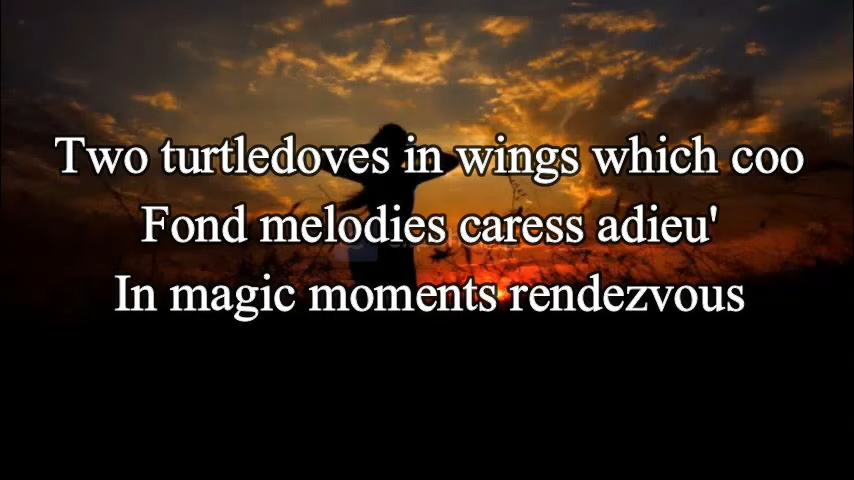 Two turtledoves in wings which coo
Fond melodies caress adieu'
In magic moments rendezvous